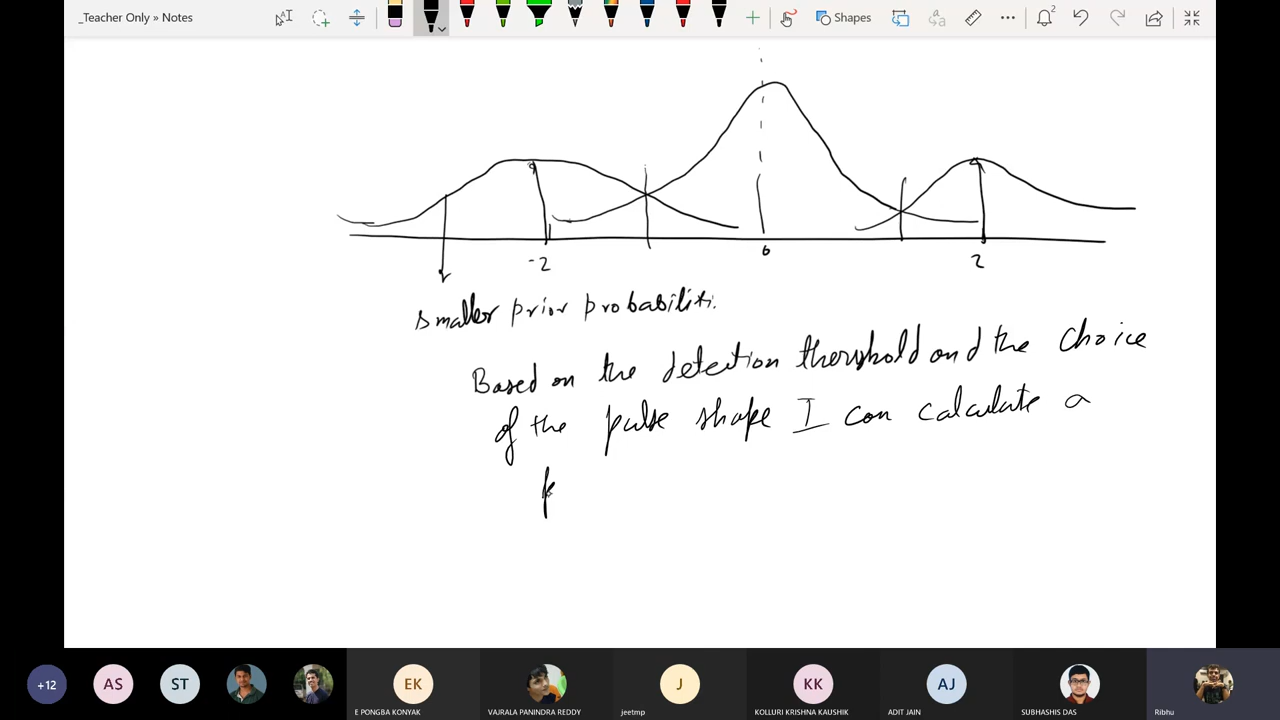 _Teacher Only » Notes
Shapes
2
-2
0
2
smaller prior probabiliti.
Based on the detection thershold and the choice
of the pulse shape I can calculate a
p
+12
AS
ST
EK
J
KK
AJ
E PONGBA KONYAK
VAJRALA PANINDRA REDDY
jeetmp
KOLLURI KRISHNA KAUSHIK
ADIT JAIN
SUBHASHIS DAS
Ribhu